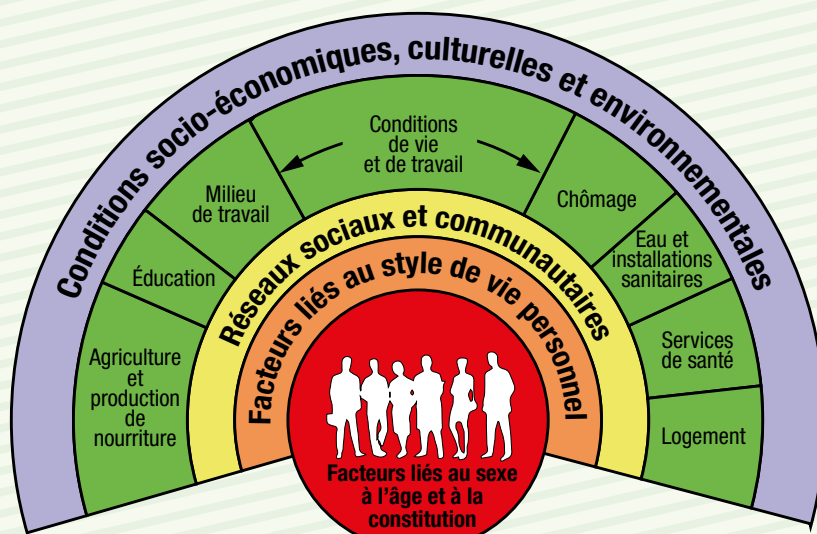 Conditions socio-économiques, culturelles et environnementales
Conditions
de vie
et de travail
Milieu
de travail
Chômage
Éducation
Eau et
installations
sanitaires
Agriculture
et
production
de
nourriture
Services
de santé
Logement
Réseaux sociaux et communautaires
Facteurs liés au style de vie personnel
Facteurs liés au sexe
à l'âge et à la
constitution